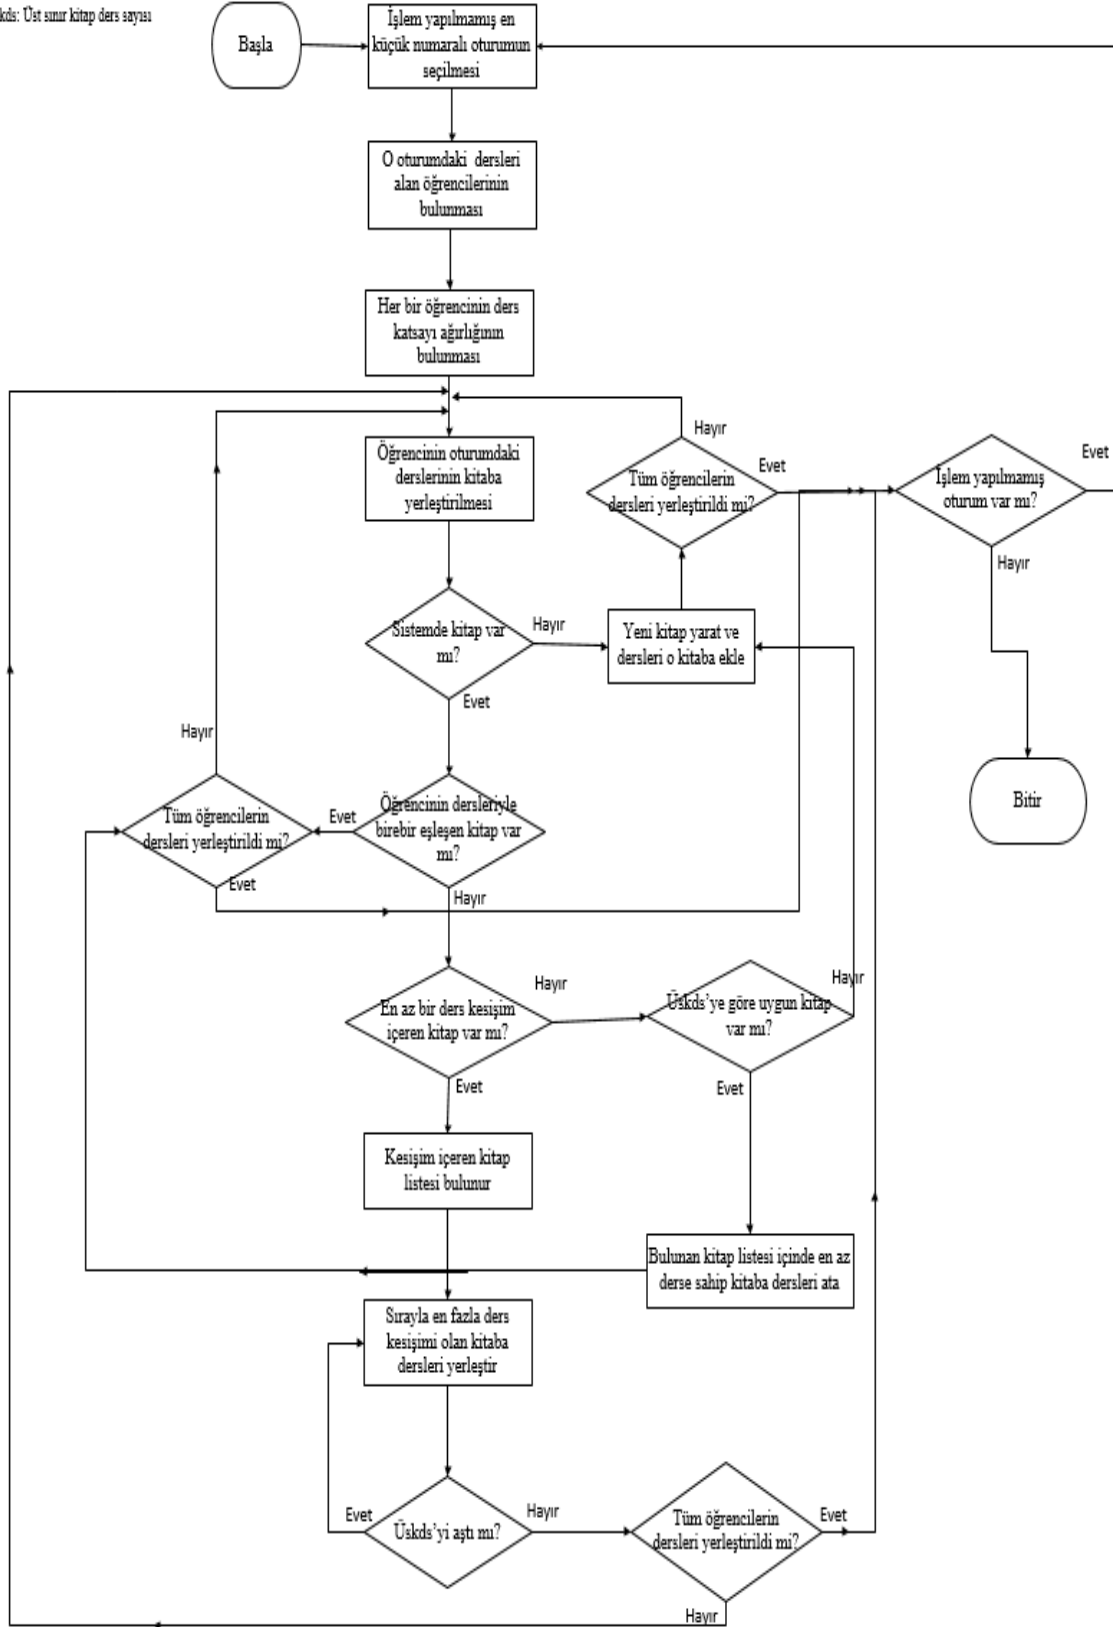 kds: Üst sınır kitap ders sayısı
Başla
İşlem yapılmamış en
küçük numaralı oturumun
seçilmesi
O oturumdaki dersleri
alan öğrencilerinin
bulunması
Her bir öğrencinin ders
katsayı ağırlığının
bulunması
Öğrencinin oturumdaki
derslerinin kitaba
yerleştirilmesi
Hayır
Tüm öğrencilerin
dersleri yerleştirildi mi?
Evet
İşlem yapılmamış
oturum var mı?
Evet
Hayır
Sistemde kitap var
mı?
Hayır
Yeni kitap yarat ve
dersleri o kitaba ekle
Evet
Hayır
Bitir
Tüm öğrencilerin
dersleri yerleştirildi mi?
Evet
Evet
Öğrencinin dersleriyle
birebir eşleşen kitap var
mı?
Hayır
En az bir ders kesişim
içeren kitap var mı?
Hayır
Üskds’ye göre uygun kitap
var mı?
Hayır
Evet
Evet
Kesişim içeren kitap
listesi bulunur
Bulunan kitap listesi içinde en az
derse sahip kitaba dersleri ata
Sırayla en fazla ders
kesişimi olan kitaba
dersleri yerleştir
Evet
Üskds’yi aştı mı?
Hayır
Tüm öğrencilerin
dersleri yerleştirildi mi?
Evet
Hayır